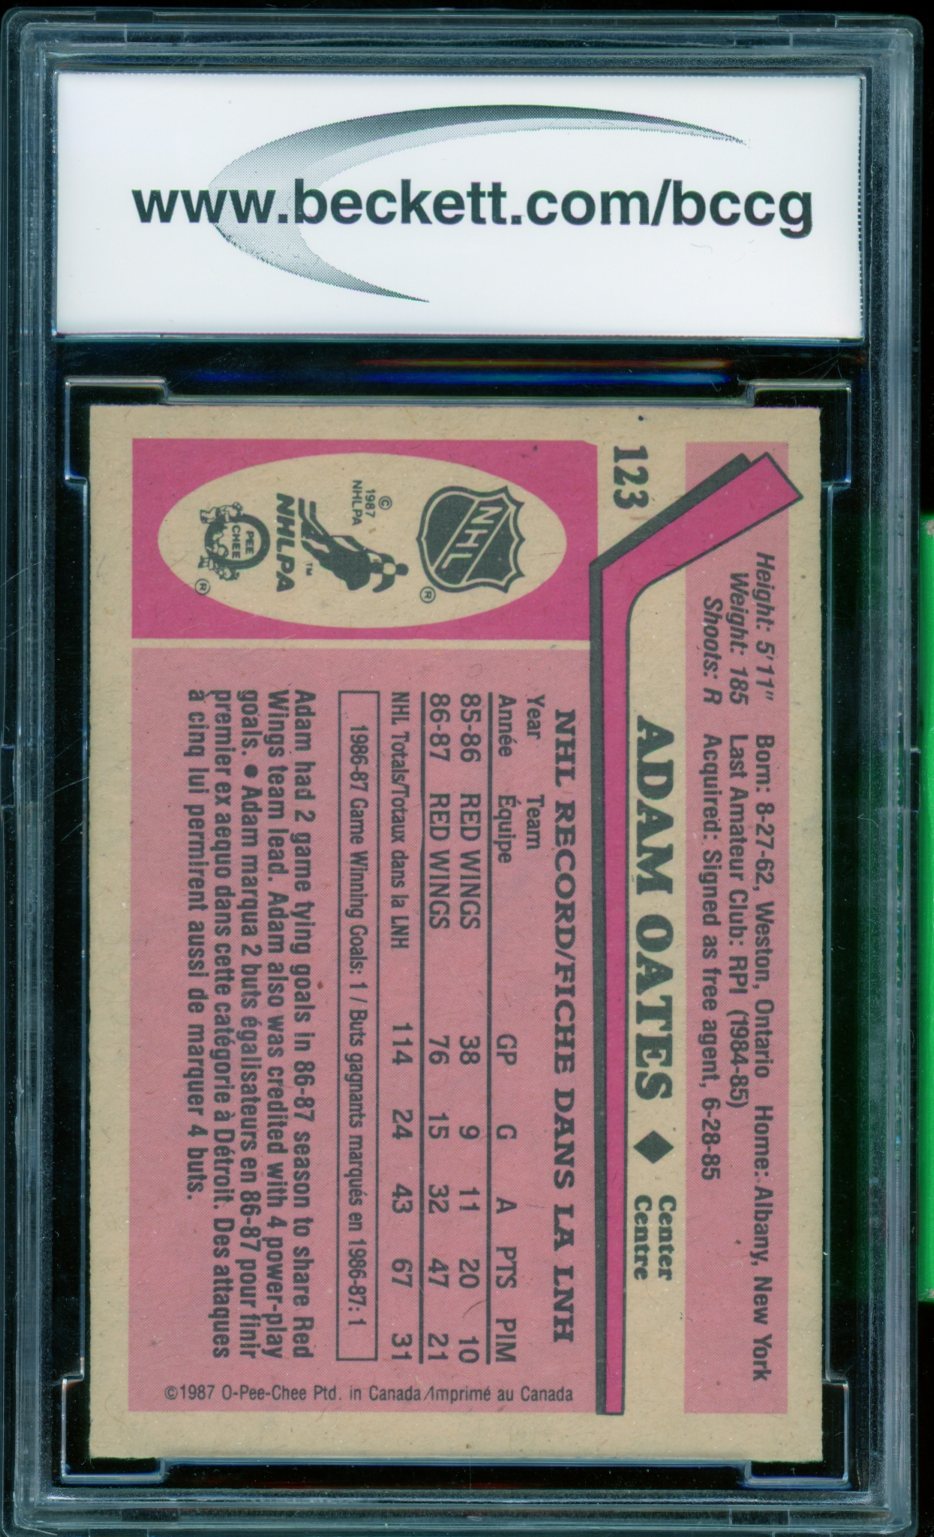 www.beckett.com/bccg
123
Height: 5'11" Born: 8-27-62, Weston, Ontario Home: Albany, New York
Weight: 185 Last Amateur Club: RPI (1984-85)
Shoots: R Acquired: Signed as free agent, 6-28-85
ADAM OATES ◆ Center
Centre
NHL
®
NHLPA
™
©
1987
NHLPA
O
PEE
CHEE
®
NHL RECORD/FICHE DANS LA LNH
Year Team
Année Équipe GP G A PTS PIM
85-86 RED WINGS 38 9 11 20 10
86-87 RED WINGS 76 15 32 47 21
NHL Totals/Totaux dans la LNH 114 24 43 67 31
1986-87 Game Winning Goals: 1 / Buts gagnants marqués en 1986-87: 1
Adam had 2 game tying goals in 86-87 season to share Red
Wings team lead. Adam also was credited with 4 power-play
goals. ● Adam marqua 2 buts égalisateurs en 86-87 pour finir
premier ex aequo dans cette catégorie à Détroit. Des attaques
à cinq lui permirent aussi de marquer 4 buts.
©1987 O-Pee-Chee Ptd. in Canada/Imprimé au Canada